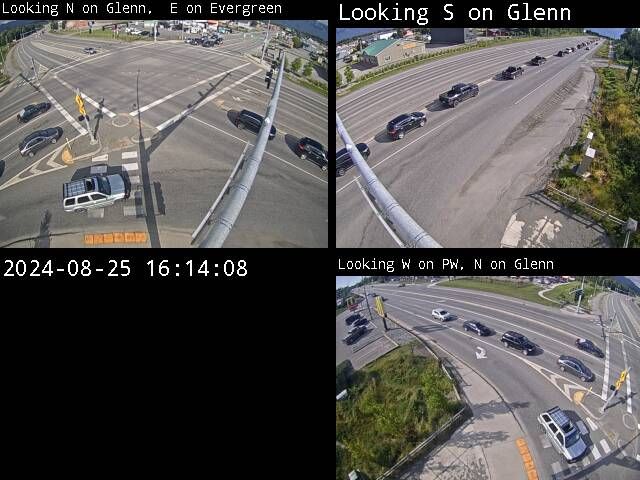 Looking N on Glenn,  E on Evergreen
Looking S on Glenn
2024-08-25 16:14:08
Looking W on PW, N on Glenn